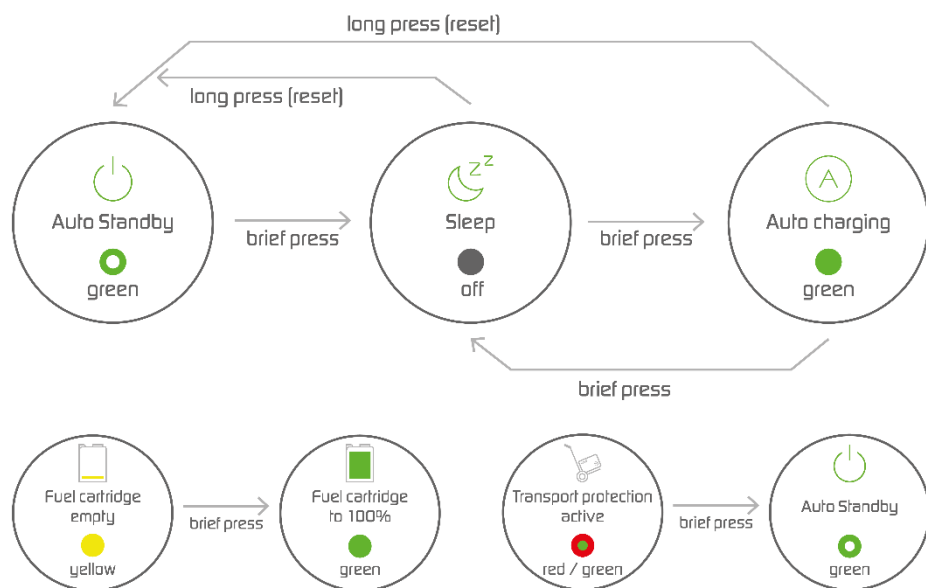 long press (reset)
long press (reset)
z z
Auto Standby
brief press
green
Sleep
brief press
off
A
Auto charging
green
brief press
Fuel cartridge
empty
yellow
brief press
Fuel cartridge
to 100%
green
Transport protection
active
red / green
brief press
Auto Standby
green